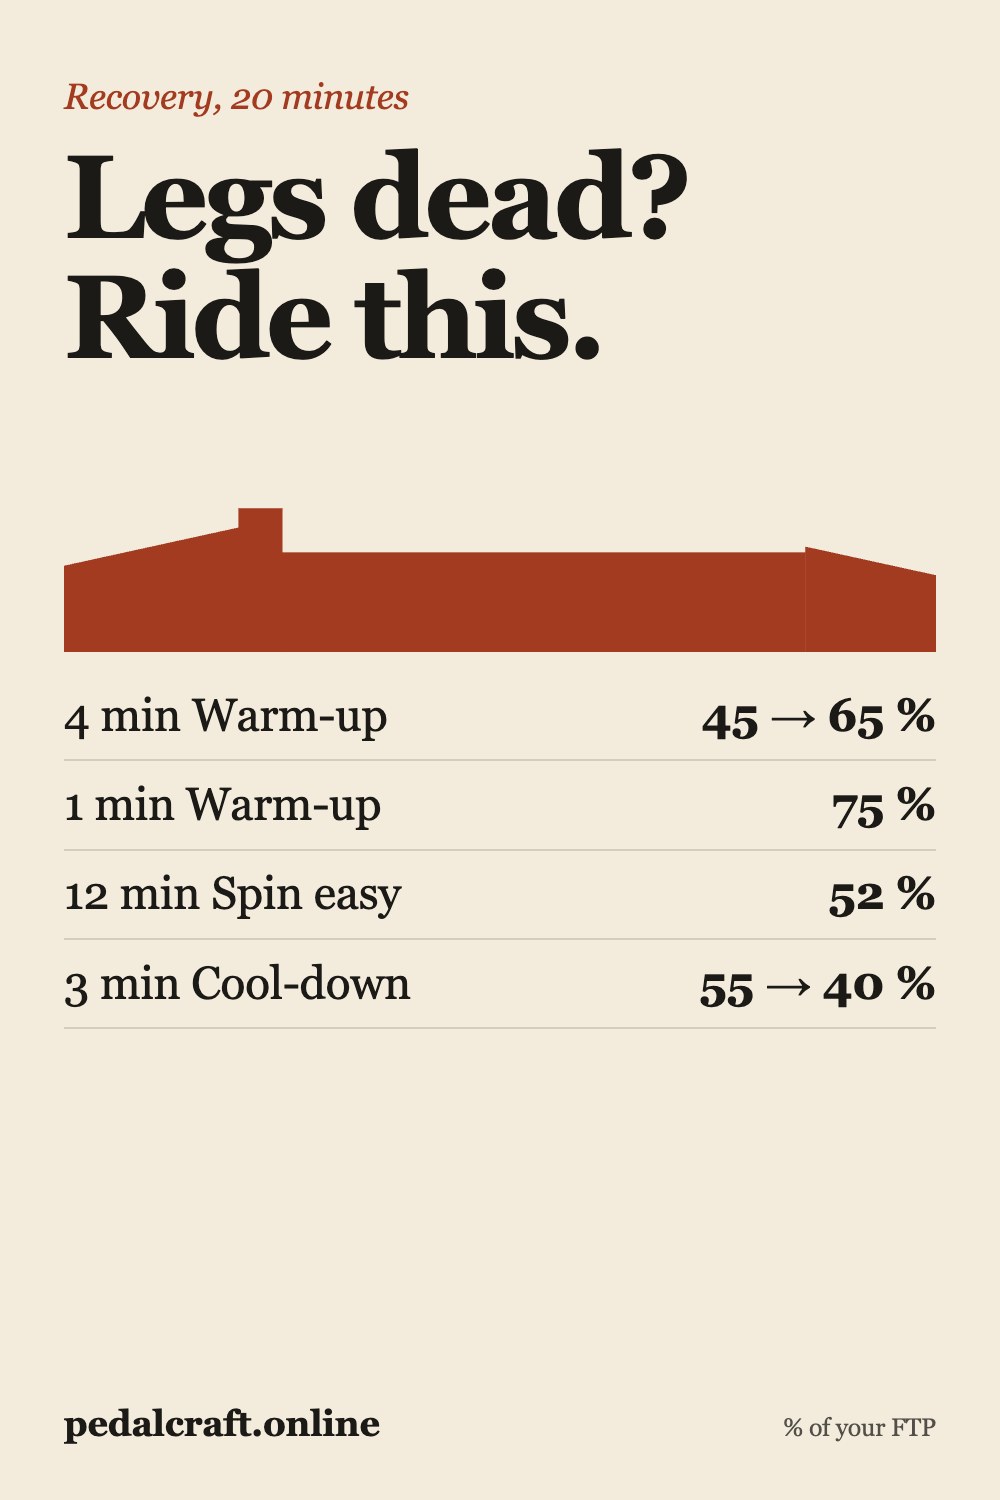 Recovery, 20 minutes
Legs dead?
Ride this.
4 min Warm-up 45 → 65 %
1 min Warm-up 75 %
12 min Spin easy 52 %
3 min Cool-down 55 → 40 %
pedalcraft.online % of your FTP